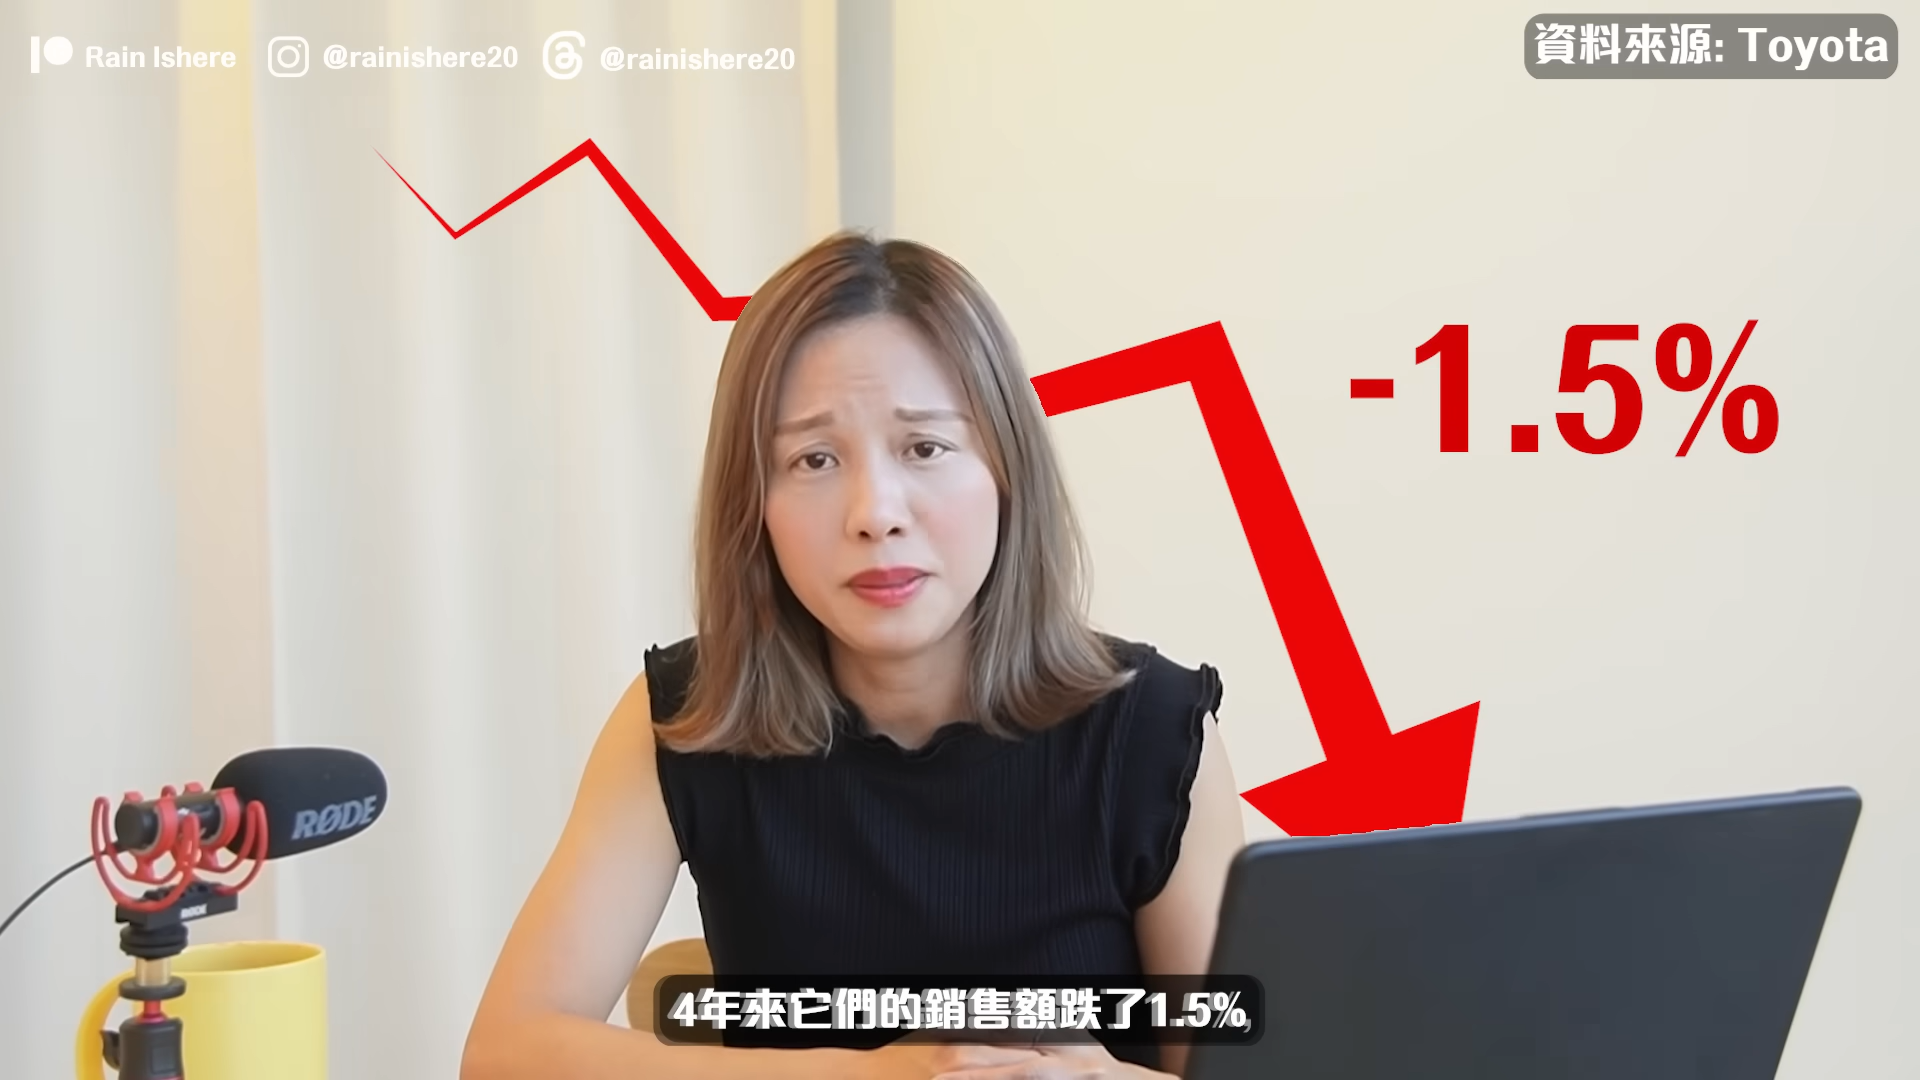 Rain Ishere @rainishere20 @rainishere20
資料來源: Toyota
-1.5%
RØDE
RØDE
4年來它們的銷售額跌了1.5%,